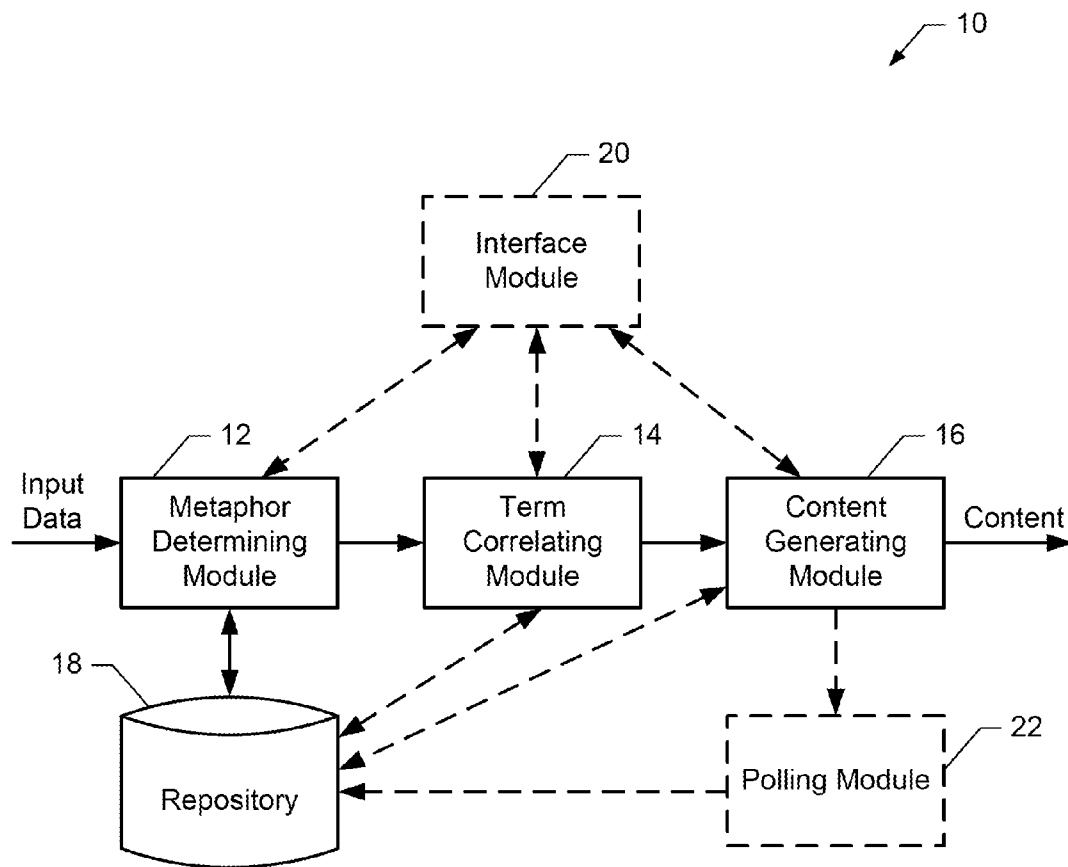 10
20
Interface
Module
12
14
16
Input
Data
Metaphor
Determining
Module
Term
Correlating
Module
Content
Generating
Module
Content
18
Repository
22
Polling Module